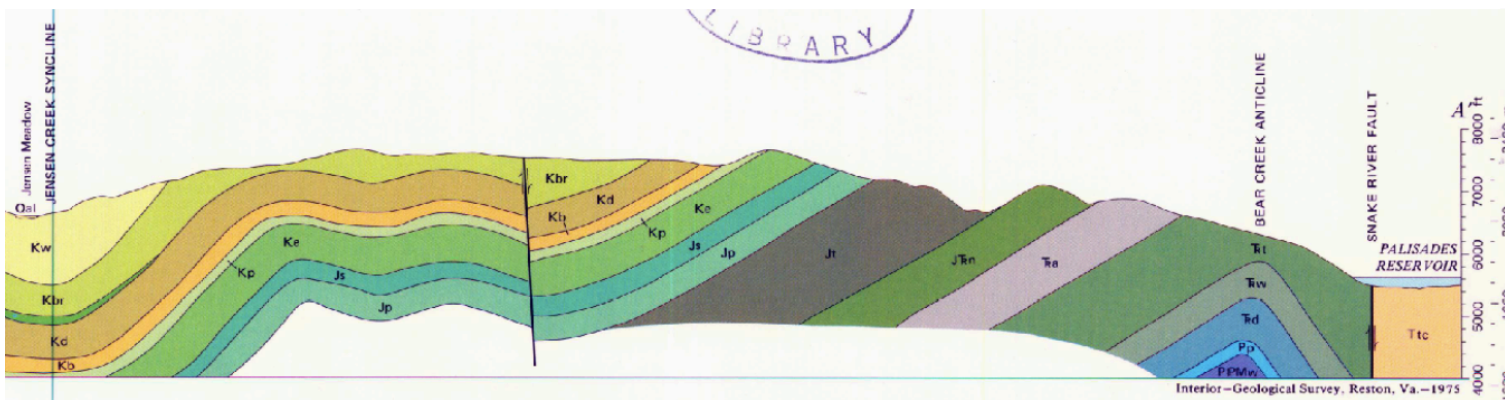 LIBRARY
Jensen Meadow
JENSEN CREEK SYNCLINE
BEAR CREEK ANTICLINE
SNAKE RIVER FAULT
A'
ft
8000
7000
6000
5000
4000
PALISADES
RESERVOIR
Qal
Kw
Kbr
Kd
Kb
Kp
Ke
Js
Jp
Kbr
Kb
Kd
Kp
Ke
Js
Jp
Jt
JTrn
Tra
Trt
Trw
Trd
Pp
PIPMw
Ttc
Interior—Geological Survey, Reston, Va.—1975